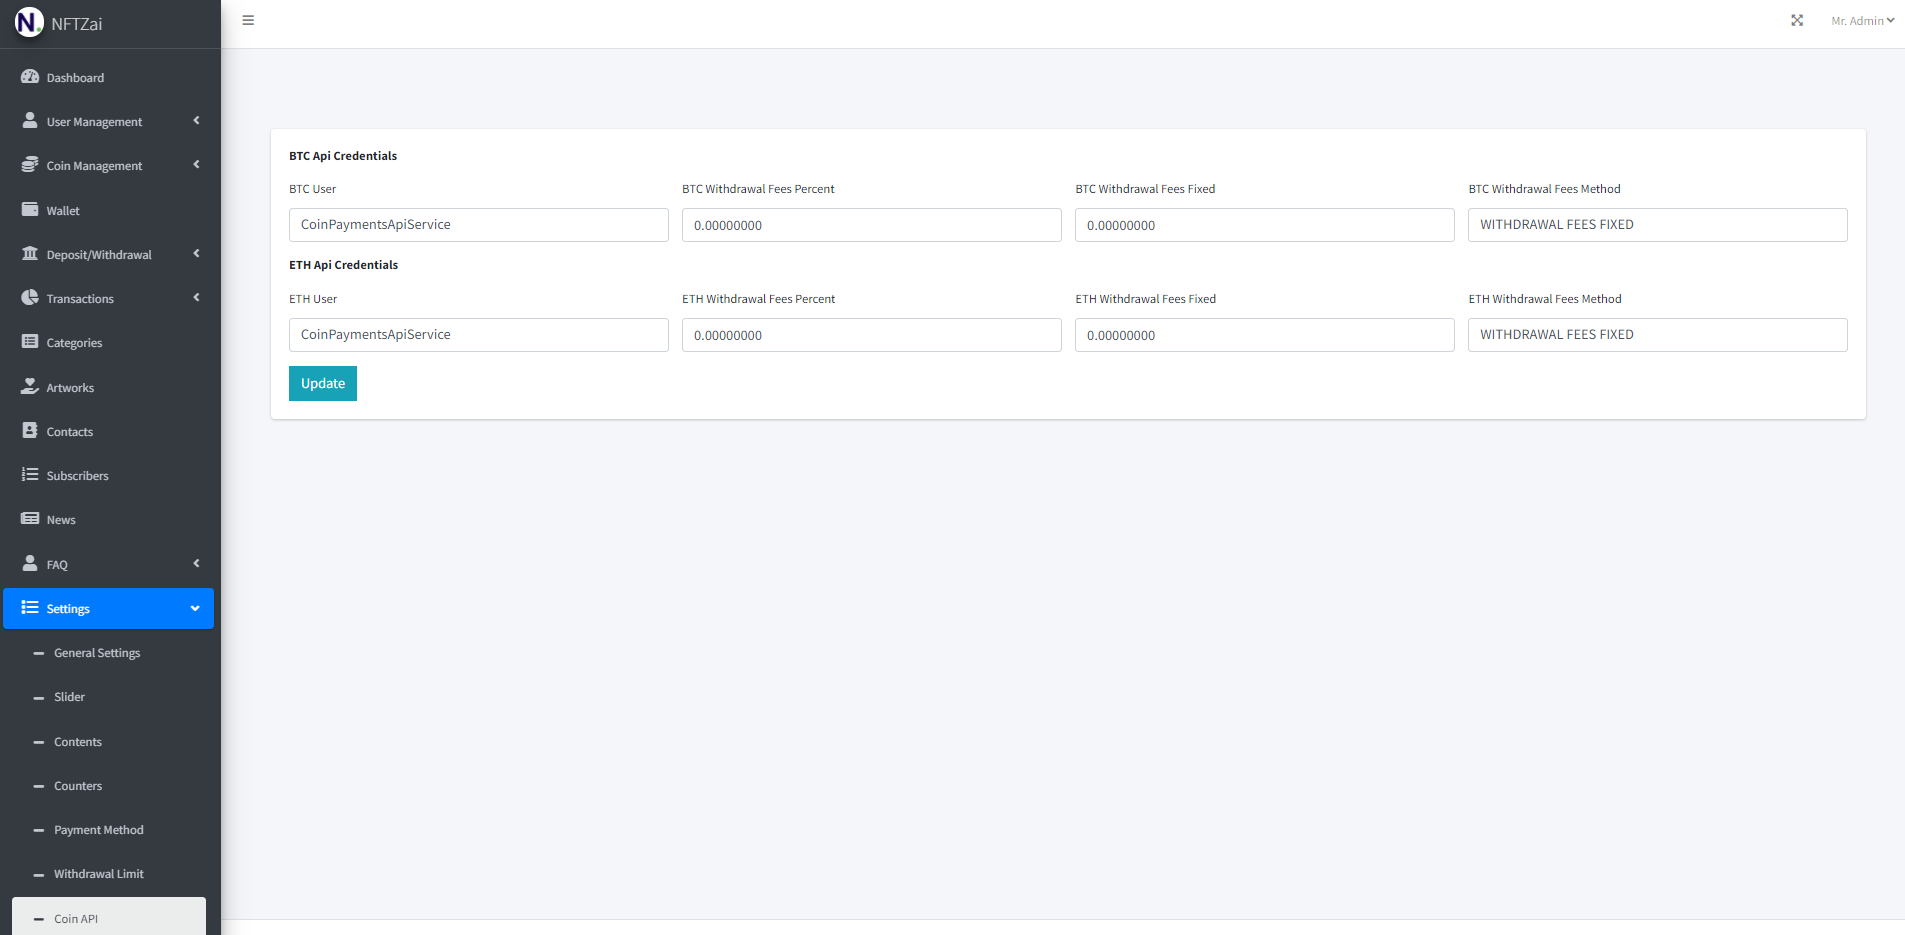 N.
NFTZai
Mr. Admin
Dashboard
User Management
Coin Management
Wallet
Deposit/Withdrawal
Transactions
Categories
Artworks
Contacts
Subscribers
News
FAQ
Settings
General Settings
Slider
Contents
Counters
Payment Method
Withdrawal Limit
Coin API
BTC Api Credentials
BTC User BTC Withdrawal Fees Percent BTC Withdrawal Fees Fixed BTC Withdrawal Fees Method
CoinPaymentsApiService 0.00000000 0.00000000 WITHDRAWAL FEES FIXED
ETH Api Credentials
ETH User ETH Withdrawal Fees Percent ETH Withdrawal Fees Fixed ETH Withdrawal Fees Method
CoinPaymentsApiService 0.00000000 0.00000000 WITHDRAWAL FEES FIXED
Update